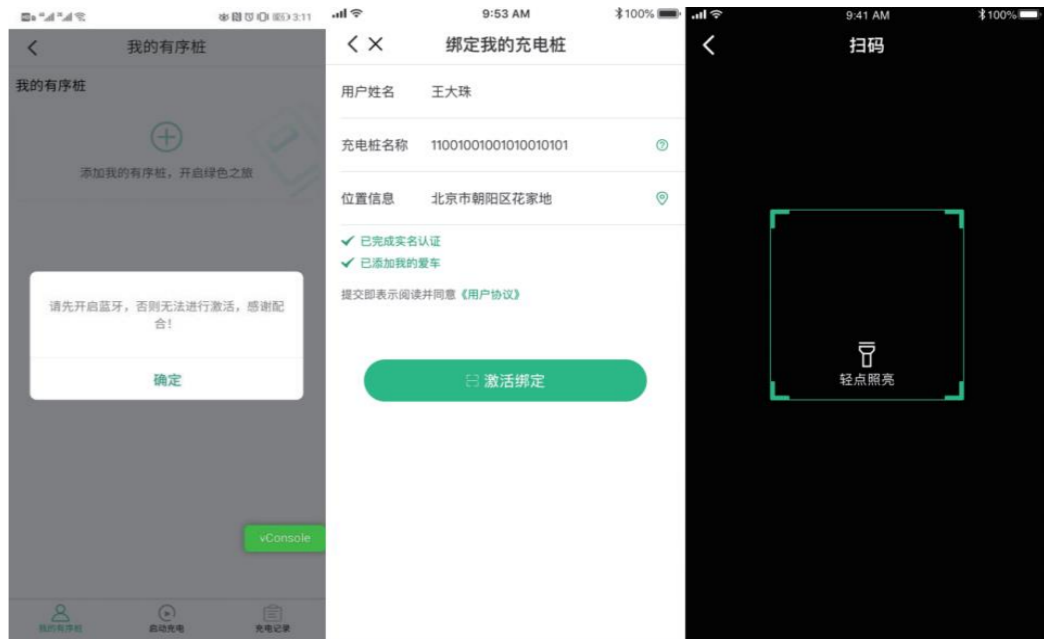 3:11
我的有序桩
我的有序桩
添加我的有序桩，开启绿色之旅
请先开启蓝牙，否则无法进行激活，感谢配
合！
确定
vConsole
我的有序桩
启动充电
充电记录
9:53 AM
100%
绑定我的充电桩
用户姓名
王大珠
充电桩名称
11001001001010010101
位置信息
北京市朝阳区花家地
已完成实名认证
已添加我的爱车
提交即表示阅读并同意《用户协议》
激活绑定
9:41 AM
100%
扫码
轻点照亮